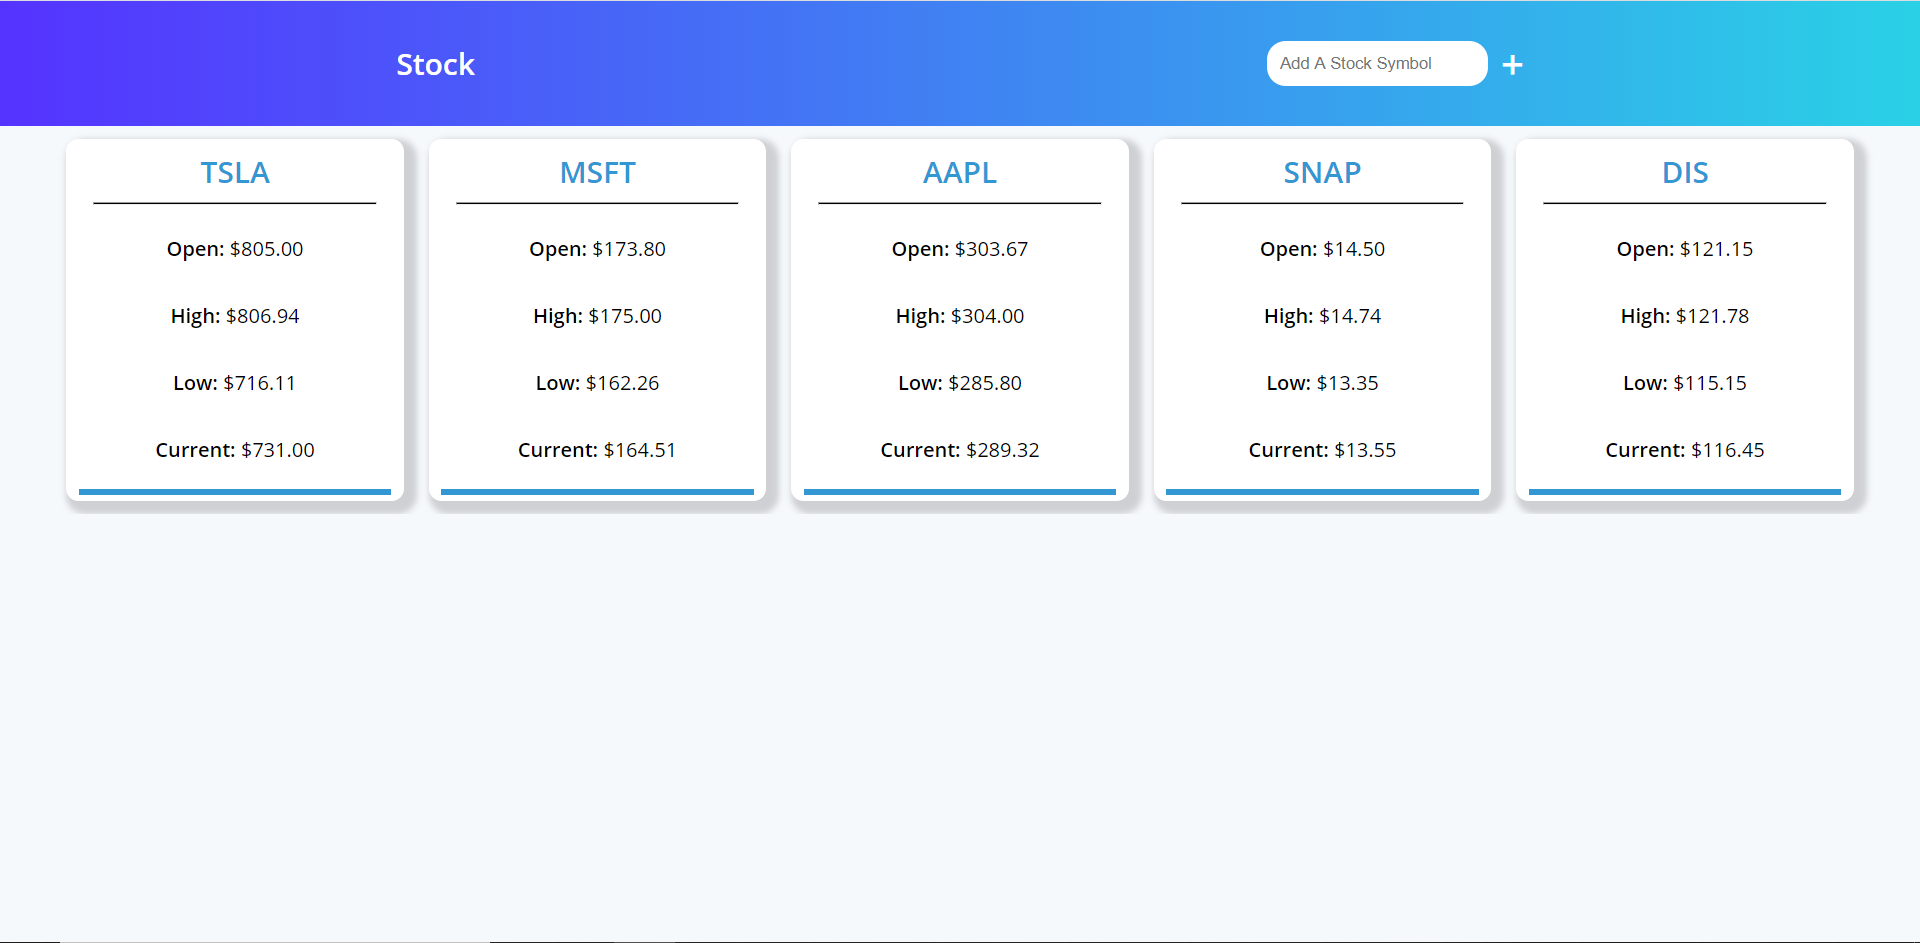 Stock
Add A Stock Symbol +
TSLA
Open: $805.00
High: $806.94
Low: $716.11
Current: $731.00
MSFT
Open: $173.80
High: $175.00
Low: $162.26
Current: $164.51
AAPL
Open: $303.67
High: $304.00
Low: $285.80
Current: $289.32
SNAP
Open: $14.50
High: $14.74
Low: $13.35
Current: $13.55
DIS
Open: $121.15
High: $121.78
Low: $115.15
Current: $116.45